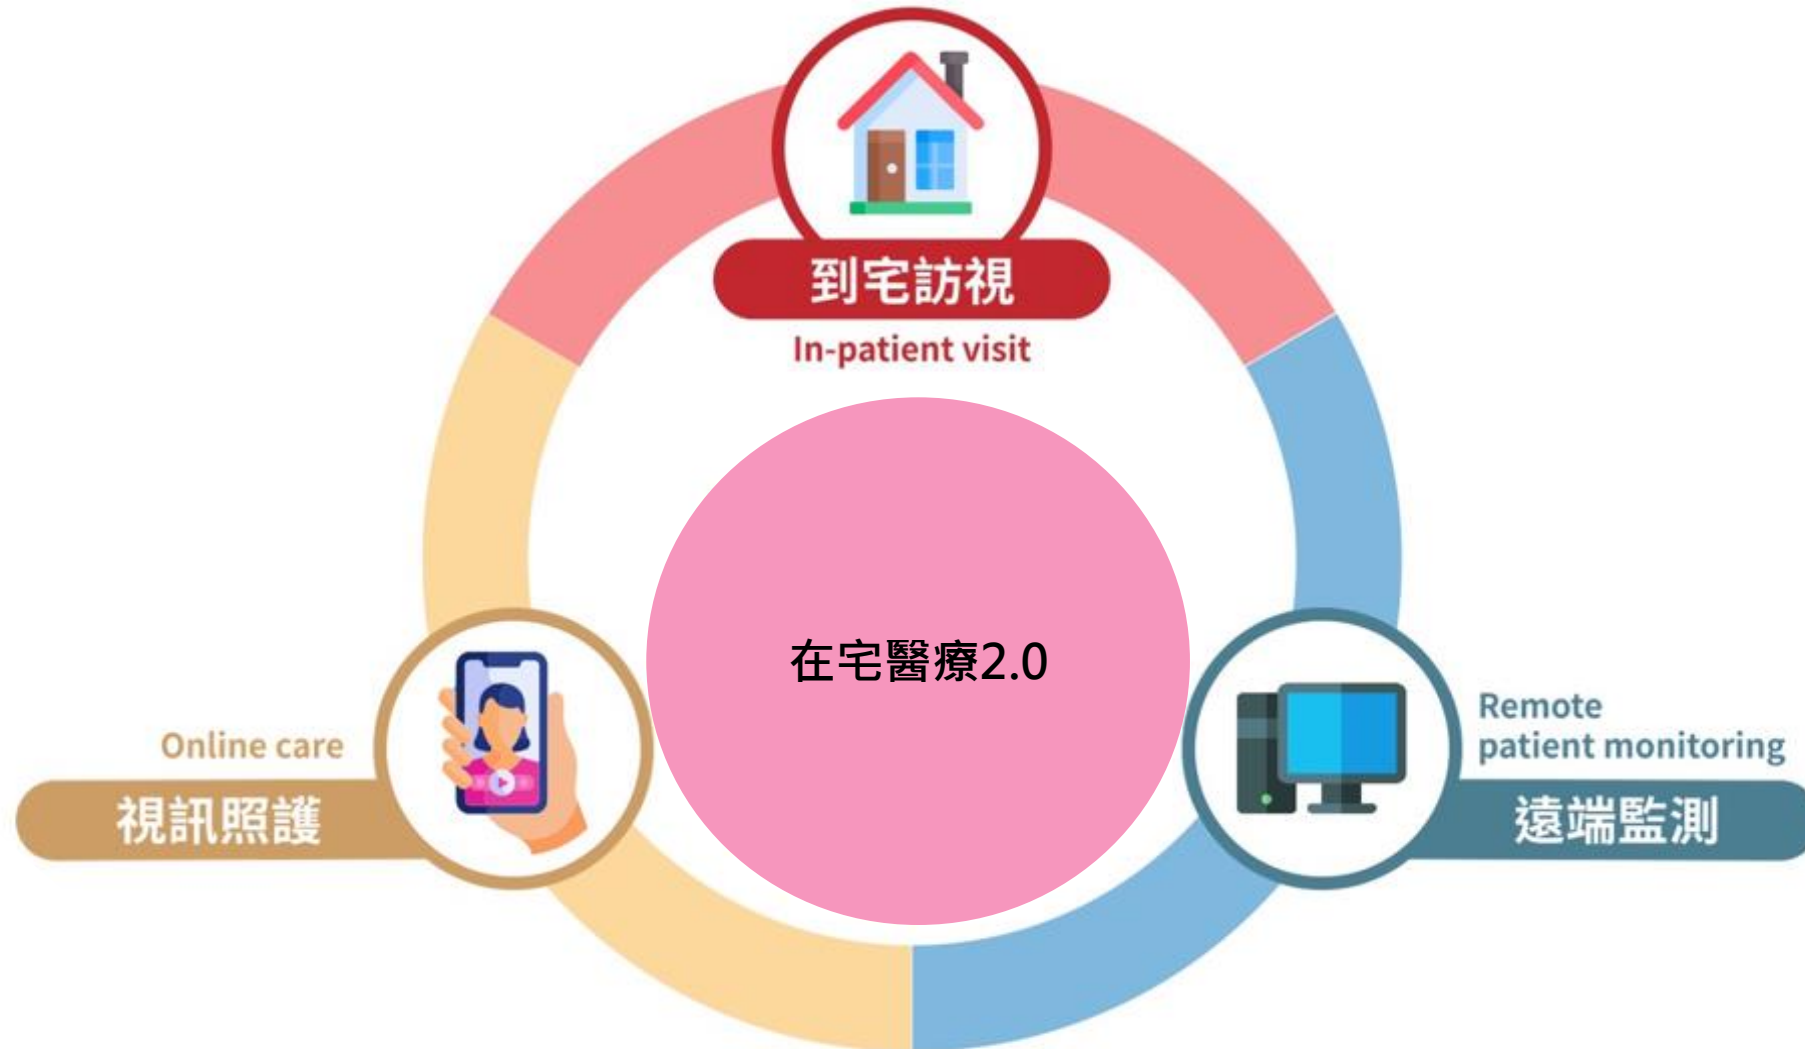 到宅訪視
In-patient visit
在宅醫療2.0
Online care
視訊照護
Remote
patient monitoring
遠端監測